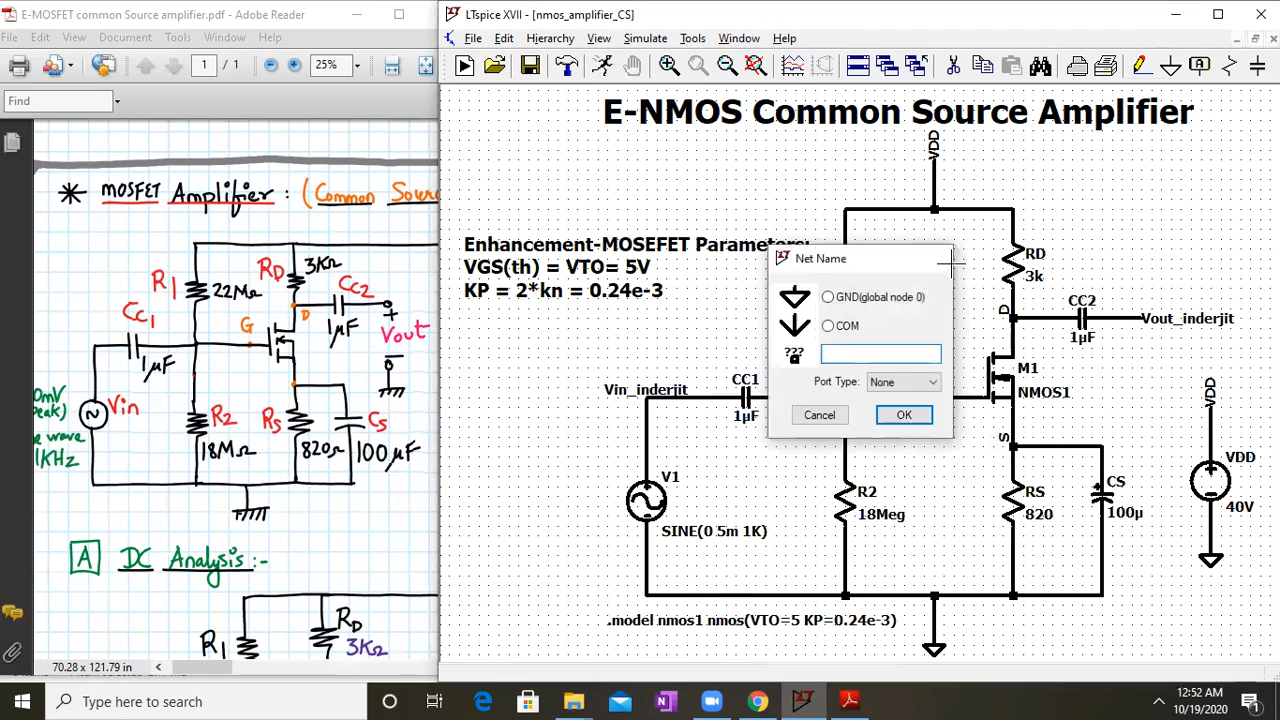 E-MOSFET common Source amplifier.pdf - Adobe Reader
File Edit View Document Tools Window Help
1 / 1
25%
Find
* MOSFET Amplifier : (Common Sourc
RD
3KΩ
R1
22MΩ
CC2
CC1
G
D
1μF
Vout
+
−
1μF
0mV
peak)
e wave
1KHz
Vin
R2
18MΩ
RS
820Ω
CS
100μF
A DC Analysis :-
R1
RD
3KΩ
70.28 x 121.79 in
LTspice XVII - [nmos_amplifier_CS]
File Edit Hierarchy View Simulate Tools Window Help
E-NMOS Common Source Amplifier
VDD
Enhancement-MOSEFET Parameters:
VGS(th) = VTO= 5V
KP = 2*kn = 0.24e-3
Net Name
GND(global node 0)
COM
???
Port Type: None
Cancel OK
RD
3k
CC2
D
Vout_inderjit
1μF
M1
NMOS1
Vin_inderjit
CC1
1μF
S
VDD
V1
SINE(0 5m 1K)
R2
18Meg
RS
820
CS
100μ
VDD
40V
.model nmos1 nmos(VTO=5 KP=0.24e-3)
Type here to search
12:52 AM
10/19/2020